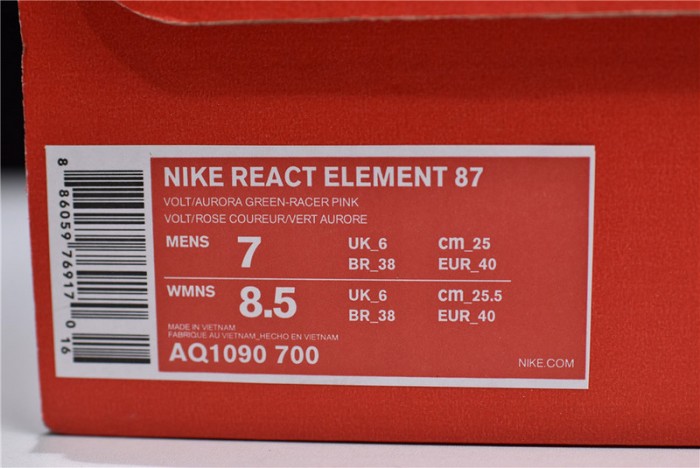 NIKE REACT ELEMENT 87
VOLT/AURORA GREEN-RACER PINK
VOLT/ROSE COUREUR/VERT AURORE
MENS 7 UK_6 cm_25
BR_38 EUR_40
WMNS 8.5 UK_6 cm_25.5
BR_38 EUR_40
MADE IN VIETNAM
FABRIQUE AU VIETNAM_HECHO EN VIETNAM
AQ1090 700
NIKE.COM
8 86059 76917 0 16